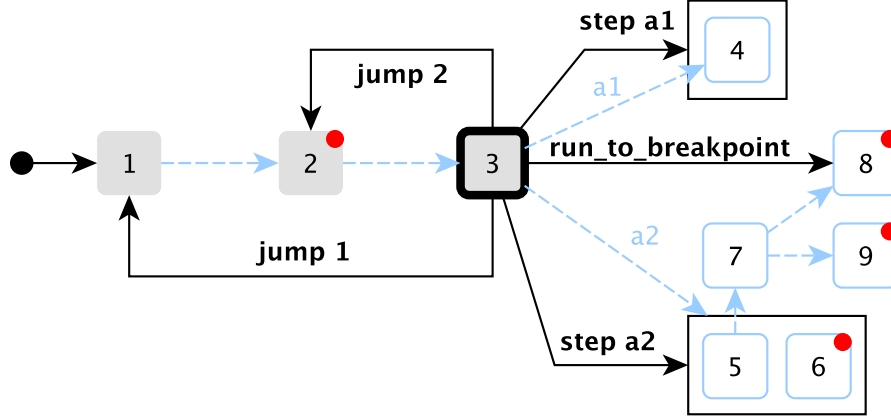 step a1
4
jump 2
a1
1
2
3
run_to_breakpoint
8
a2
jump 1
7
9
step a2
5
6